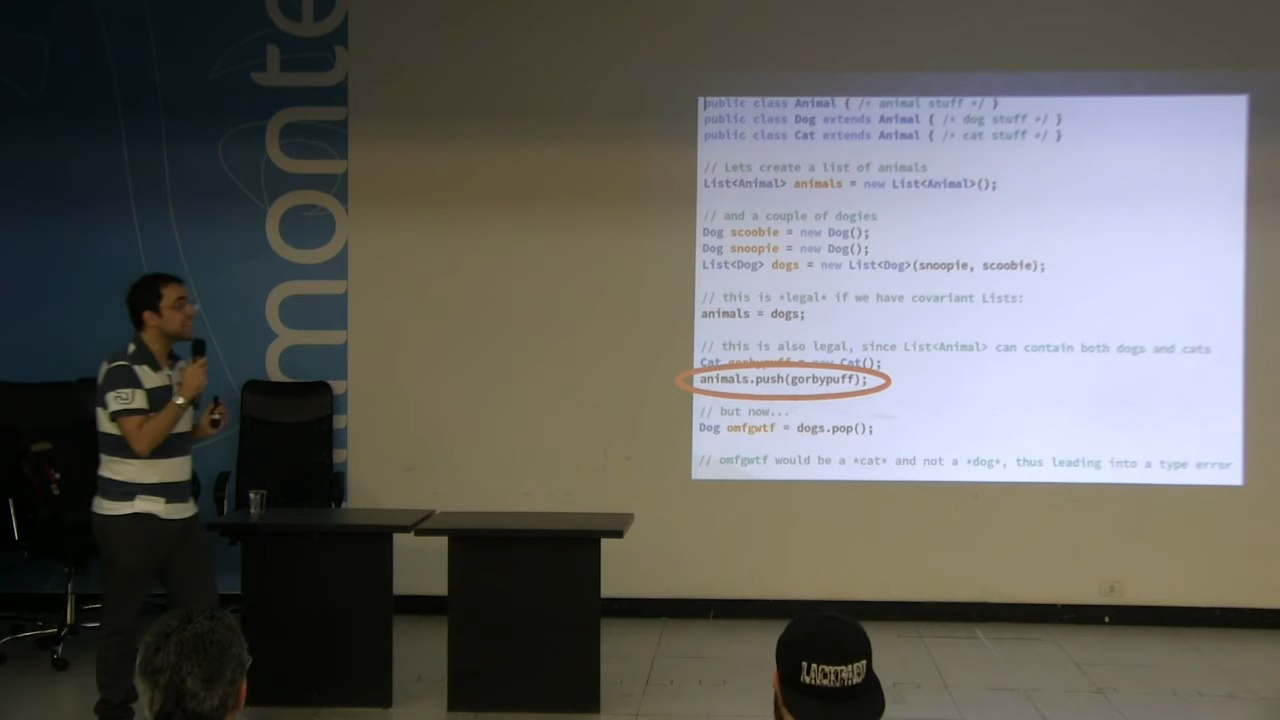 monte
public class Animal { /* animal stuff */ }
public class Dog extends Animal { /* dog stuff */ }
public class Cat extends Animal { /* cat stuff */ }
// Lets create a list of animals
List<Animal> animals = new List<Animal>();
// and a couple of dogies
Dog scoobie = new Dog();
Dog snoopie = new Dog();
List<Dog> dogs = new List<Dog>(snoopie, scoobie);
// this is *legal* if we have covariant Lists:
animals = dogs;
// this is also legal, since List<Animal> can contain both dogs and cats
Cat gorbypuff = new Cat();
animals.push(gorbypuff);
// but now...
Dog omfgwtf = dogs.pop();
// omfgwtf would be a *cat* and not a *dog*, thus leading into a type error